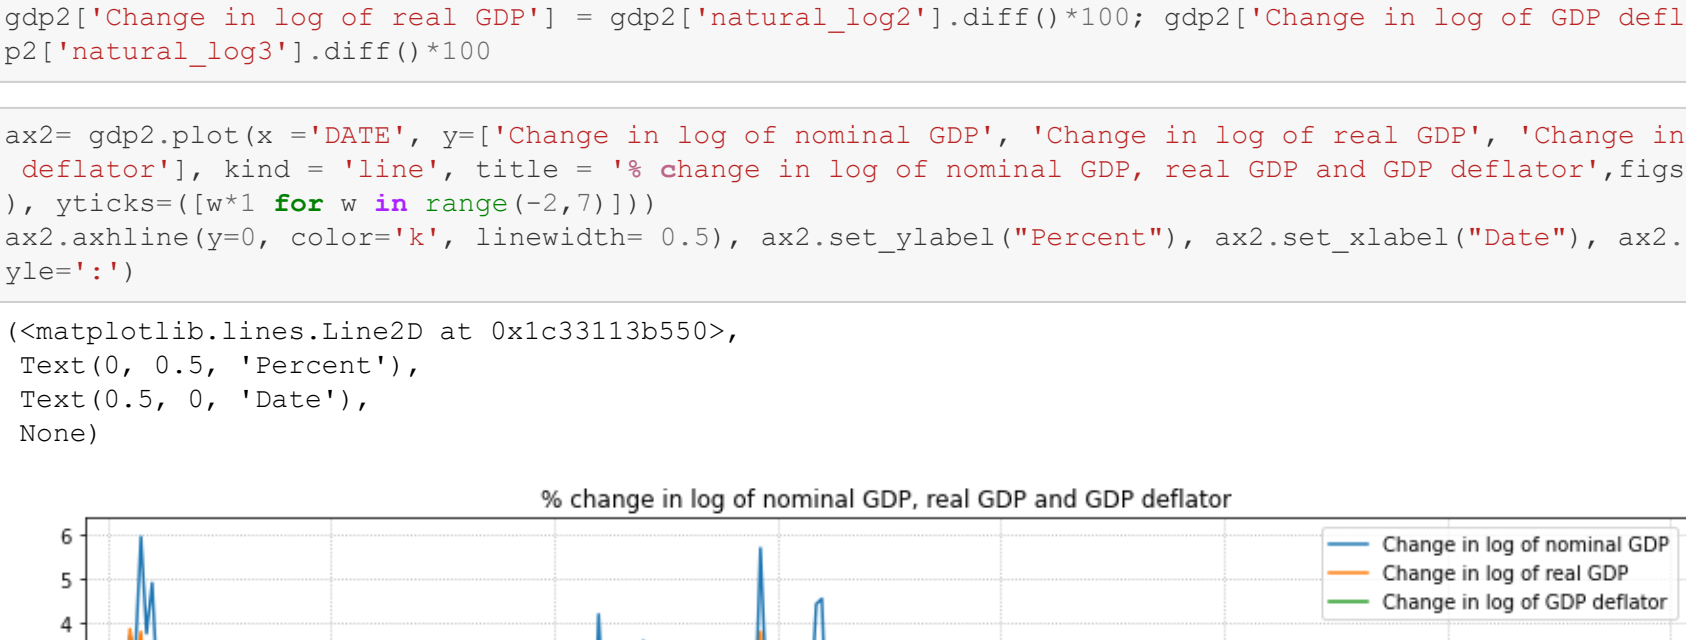 gdp2['Change in log of real GDP'] = gdp2['natural_log2'].diff()*100; gdp2['Change in log of GDP defl
p2['natural_log3'].diff()*100
ax2= gdp2.plot(x ='DATE', y=['Change in log of nominal GDP', 'Change in log of real GDP', 'Change in
deflator'], kind = 'line', title = '% change in log of nominal GDP, real GDP and GDP deflator',figs
), yticks=([w*1 for w in range(-2,7)]))
ax2.axhline(y=0, color='k', linewidth= 0.5), ax2.set_ylabel("Percent"), ax2.set_xlabel("Date"), ax2.
yle=':')
(<matplotlib.lines.Line2D at 0x1c33113b550>,
Text(0, 0.5, 'Percent'),
Text(0.5, 0, 'Date'),
None)
% change in log of nominal GDP, real GDP and GDP deflator
6
5
4
Change in log of nominal GDP
Change in log of real GDP
Change in log of GDP deflator